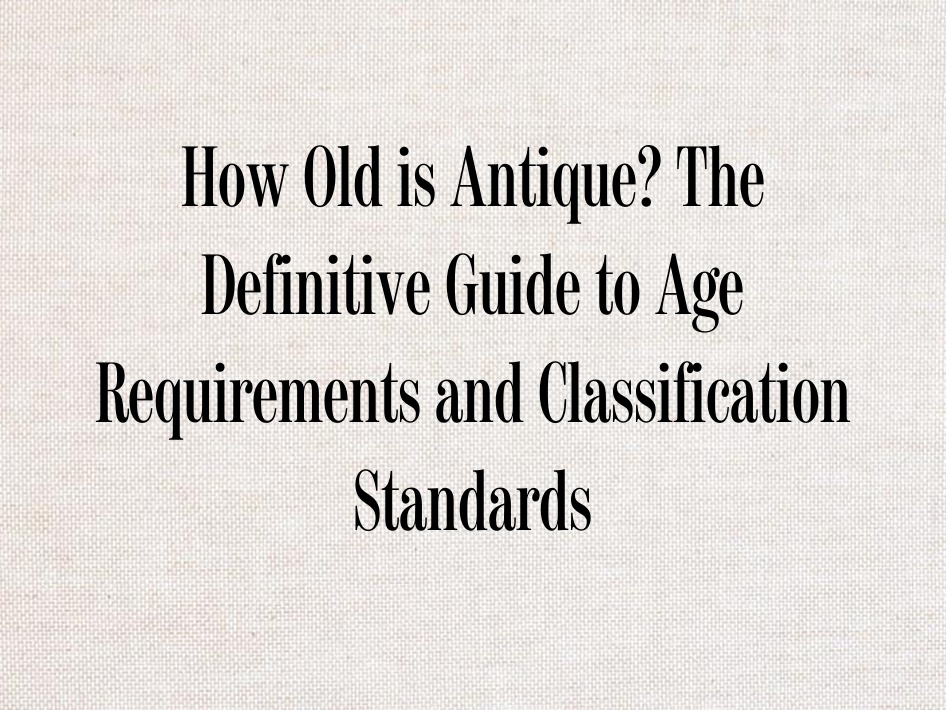 How Old is Antique? The
Definitive Guide to Age
Requirements and Classification
Standards